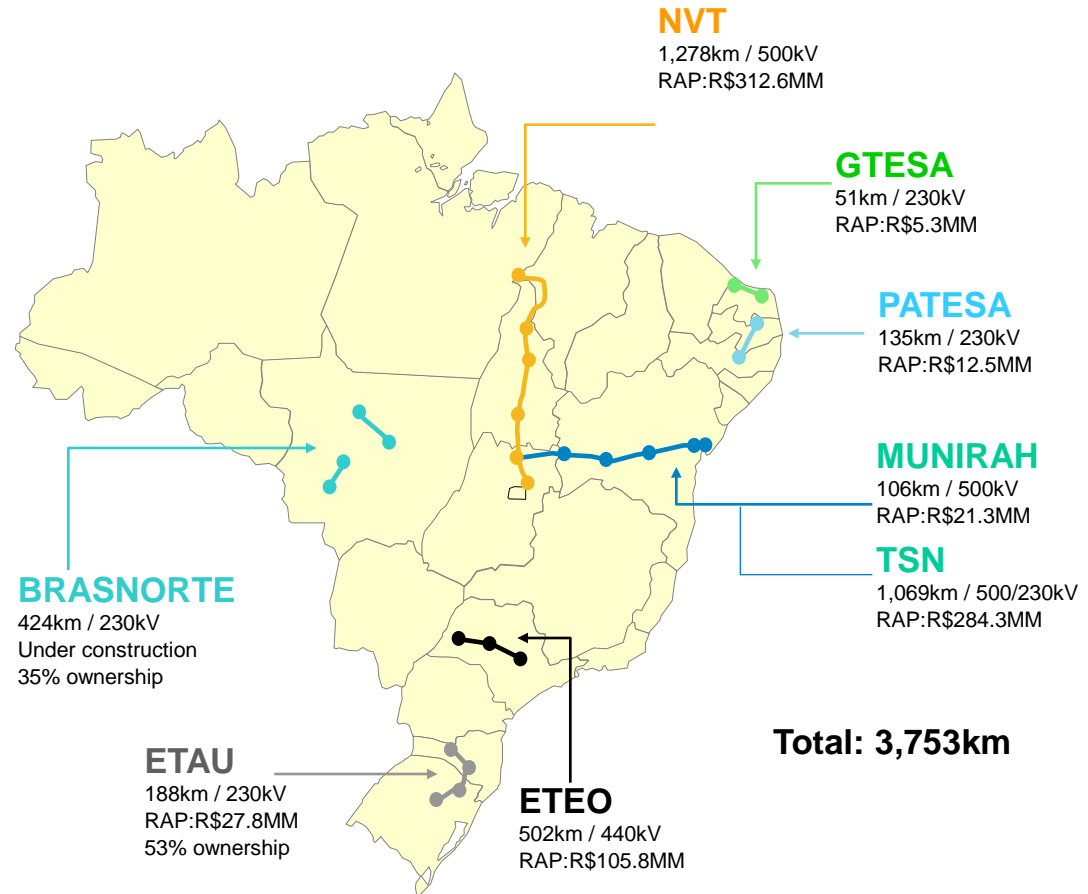 NVT
1,278km / 500kV
RAP:R$312.6MM
GTESA
51km / 230kV
RAP:R$5.3MM
PATESA
135km / 230kV
RAP:R$12.5MM
MUNIRAH
106km / 500kV
RAP:R$21.3MM
TSN
1,069km / 500/230kV
RAP:R$284.3MM
BRASNORTE
424km / 230kV
Under construction
35% ownership
ETAU
188km / 230kV
RAP:R$27.8MM
53% ownership
ETEO
502km / 440kV
RAP:R$105.8MM
Total: 3,753km